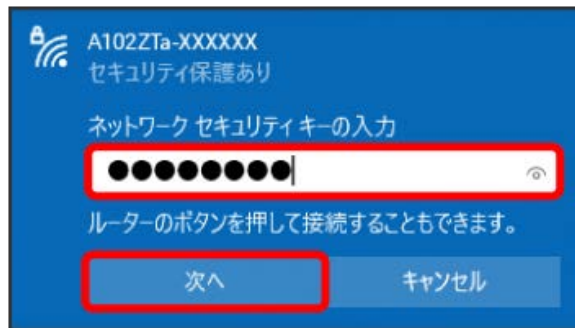 A102ZTa-XXXXXX
セキュリティ保護あり
ネットワーク セキュリティ キーの入力
●●●●●●●●
ルーターのボタンを押して接続することもできます。
次へ
キャンセル